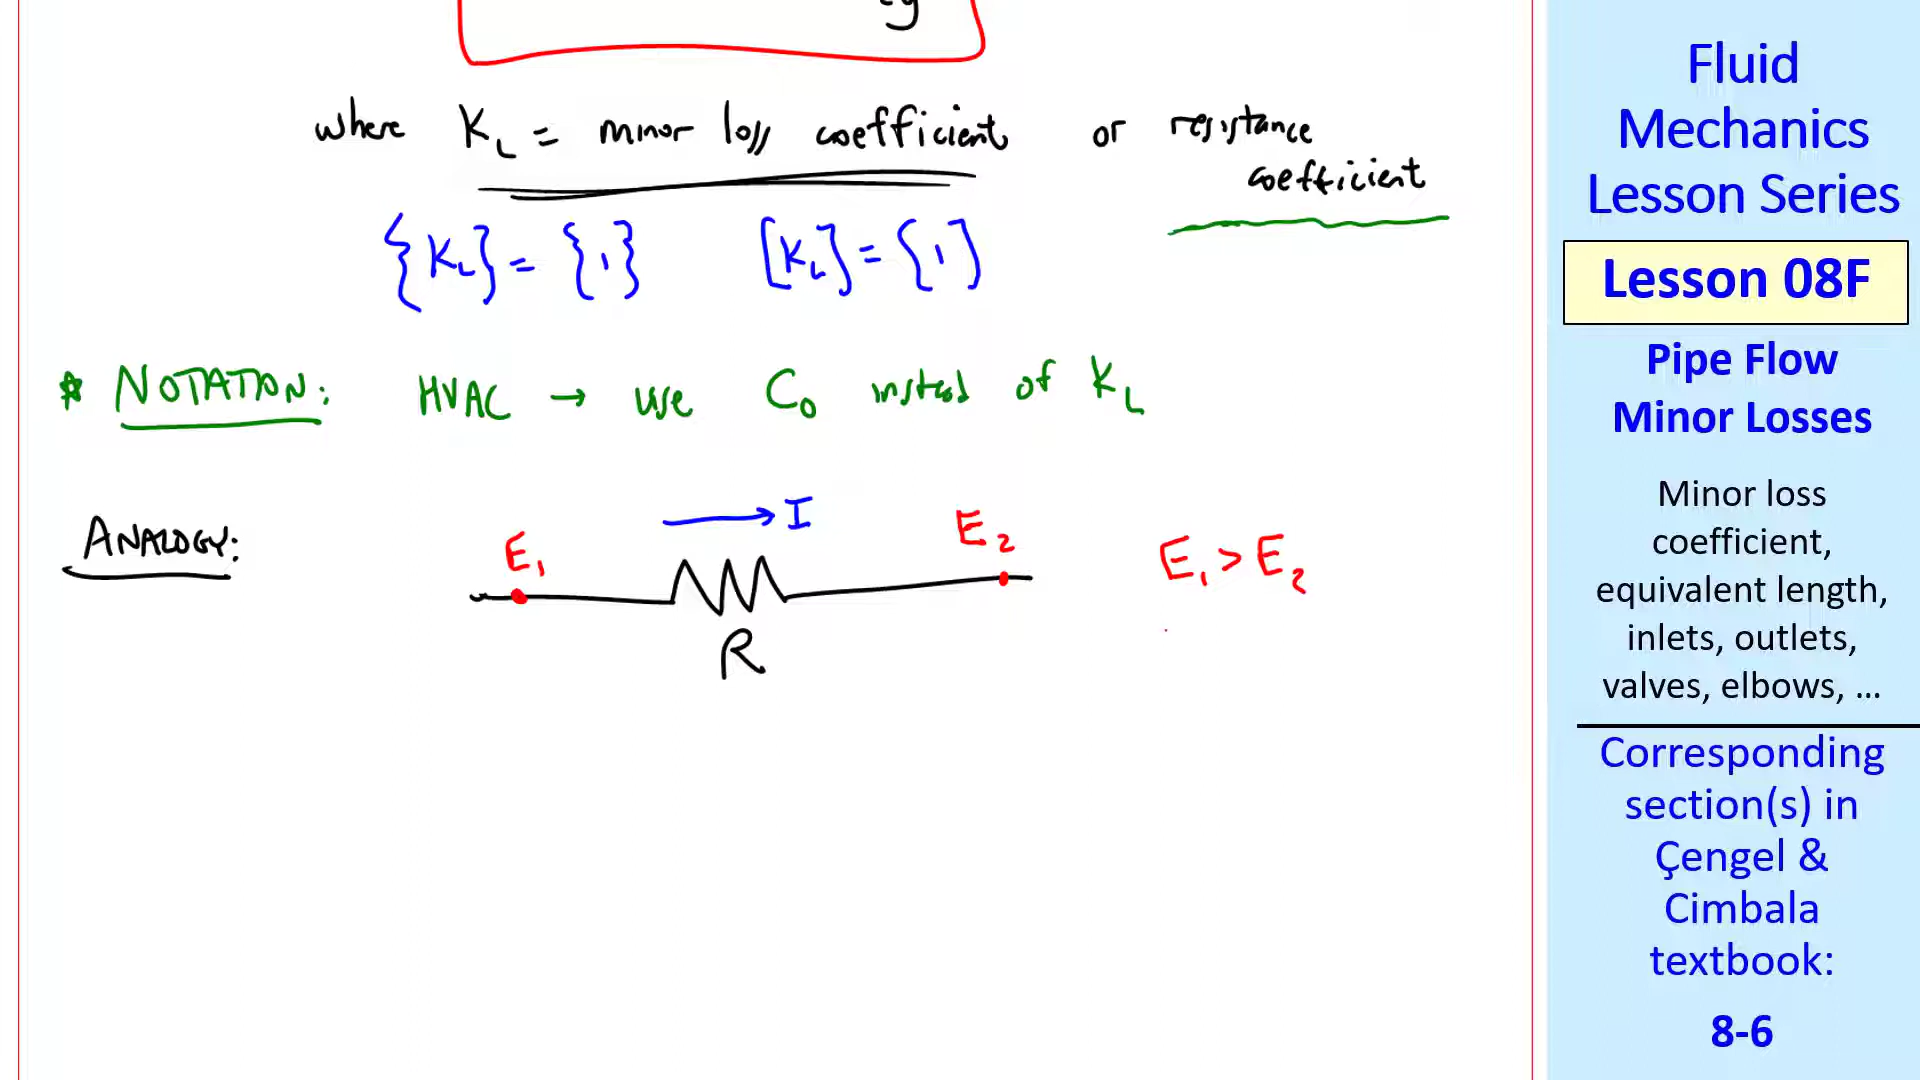 where K_L = minor loss coefficient or resistance
coefficient
{K_L} = {1} [K_L] = {1]
* NOTATION: HVAC → use C_0 instead of K_L
ANALOGY:
→ I
E_1
E_2
E_1 > E_2
R
Fluid
Mechanics
Lesson Series
Lesson 08F
Pipe Flow
Minor Losses
Minor loss
coefficient,
equivalent length,
inlets, outlets,
valves, elbows, ...
Corresponding
section(s) in
Çengel &
Cimbala
textbook:
8-6